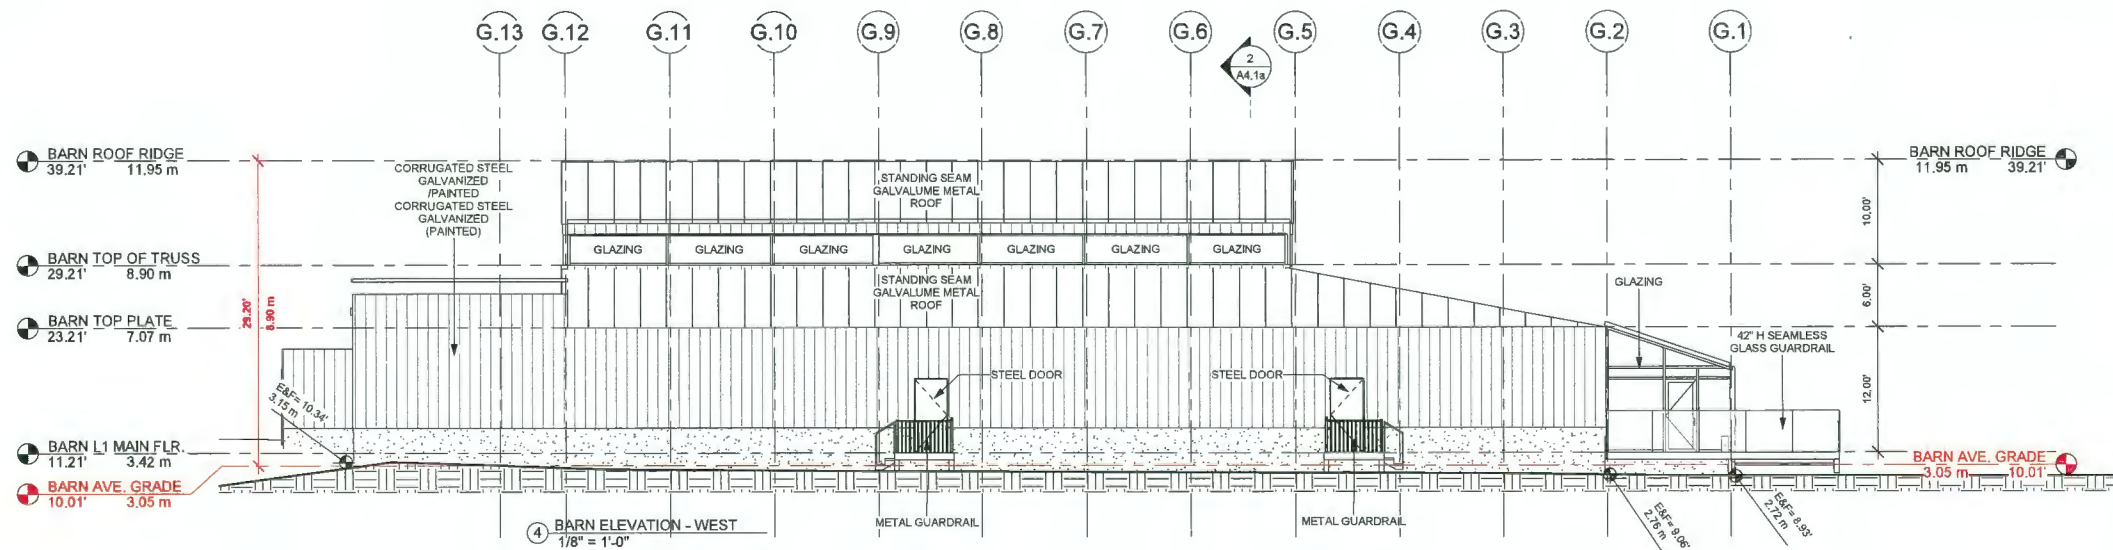 G.13 G.12 G.11 G.10 G.9 G.8 G.7 G.6 G.5 G.4 G.3 G.2 G.1
2
A4.1a
BARN ROOF RIDGE
39.21' 11.95 m
BARN ROOF RIDGE
11.95 m 39.21'
CORRUGATED STEEL
GALVANIZED
/PAINTED
CORRUGATED STEEL
GALVANIZED
(PAINTED)
STANDING SEAM
GALVALUME METAL
ROOF
10.00'
GLAZING GLAZING GLAZING GLAZING GLAZING GLAZING GLAZING
BARN TOP OF TRUSS
29.21' 8.90 m
STANDING SEAM
GALVALUME METAL
ROOF
GLAZING
6.00'
29.20'
8.90 m
BARN TOP PLATE
23.21' 7.07 m
42" H SEAMLESS
GLASS GUARDRAIL
STEEL DOOR
STEEL DOOR
12.00'
E&F= 10.34'
3.15 m
BARN L1 MAIN FLR.
11.21' 3.42 m
BARN AVE. GRADE
10.01' 3.05 m
BARN AVE. GRADE
3.05 m 10.01'
METAL GUARDRAIL
METAL GUARDRAIL
E&F= 9.06'
2.76 m
E&F= 8.93'
2.72 m
4
BARN ELEVATION - WEST
1/8" = 1'-0"